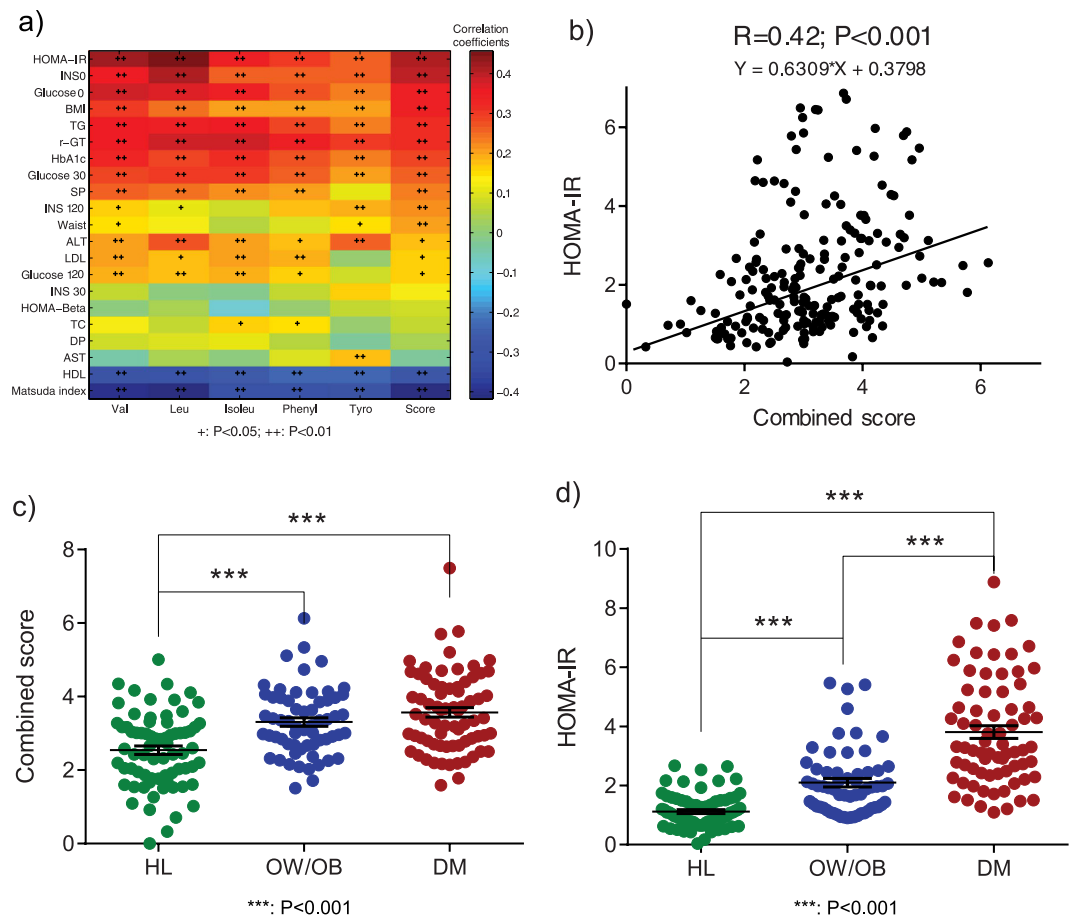 a)
Correlation
coefficients
HOMA-IR ++ ++ ++ ++ ++ ++
INS0 ++ ++ ++ ++ ++ ++
Glucose 0 ++ ++ ++ ++ ++ ++
BMI ++ ++ ++ ++ ++ ++
TG ++ ++ ++ ++ ++ ++
r-GT ++ ++ ++ ++ ++ ++
HbA1c ++ ++ ++ ++ ++ ++
Glucose 30 ++ ++ ++ ++ ++ ++
SP ++ ++ ++ ++ ++
INS 120 + + ++ ++
Waist + + ++
ALT ++ ++ ++ + ++ +
LDL ++ + ++ ++ +
Glucose 120 ++ ++ ++ + +
INS 30
HOMA-Beta
TC + +
DP
AST ++
HDL ++ ++ ++ ++ ++ ++
Matsuda index ++ ++ ++ ++ ++ ++
Val Leu Isoleu Phenyl Tyro Score
+: P<0.05; ++: P<0.01
0.4
0.3
0.2
0.1
0
-0.1
-0.2
-0.3
-0.4
b)
R=0.42; P<0.001
Y = 0.6309*X + 0.3798
HOMA-IR
6
4
2
0
0 2 4 6
Combined score
c)
***
***
Combined score
8
6
4
2
0
HL OW/OB DM
***: P<0.001
d)
***
***
***
HOMA-IR
10
8
6
4
2
0
HL OW/OB DM
***: P<0.001